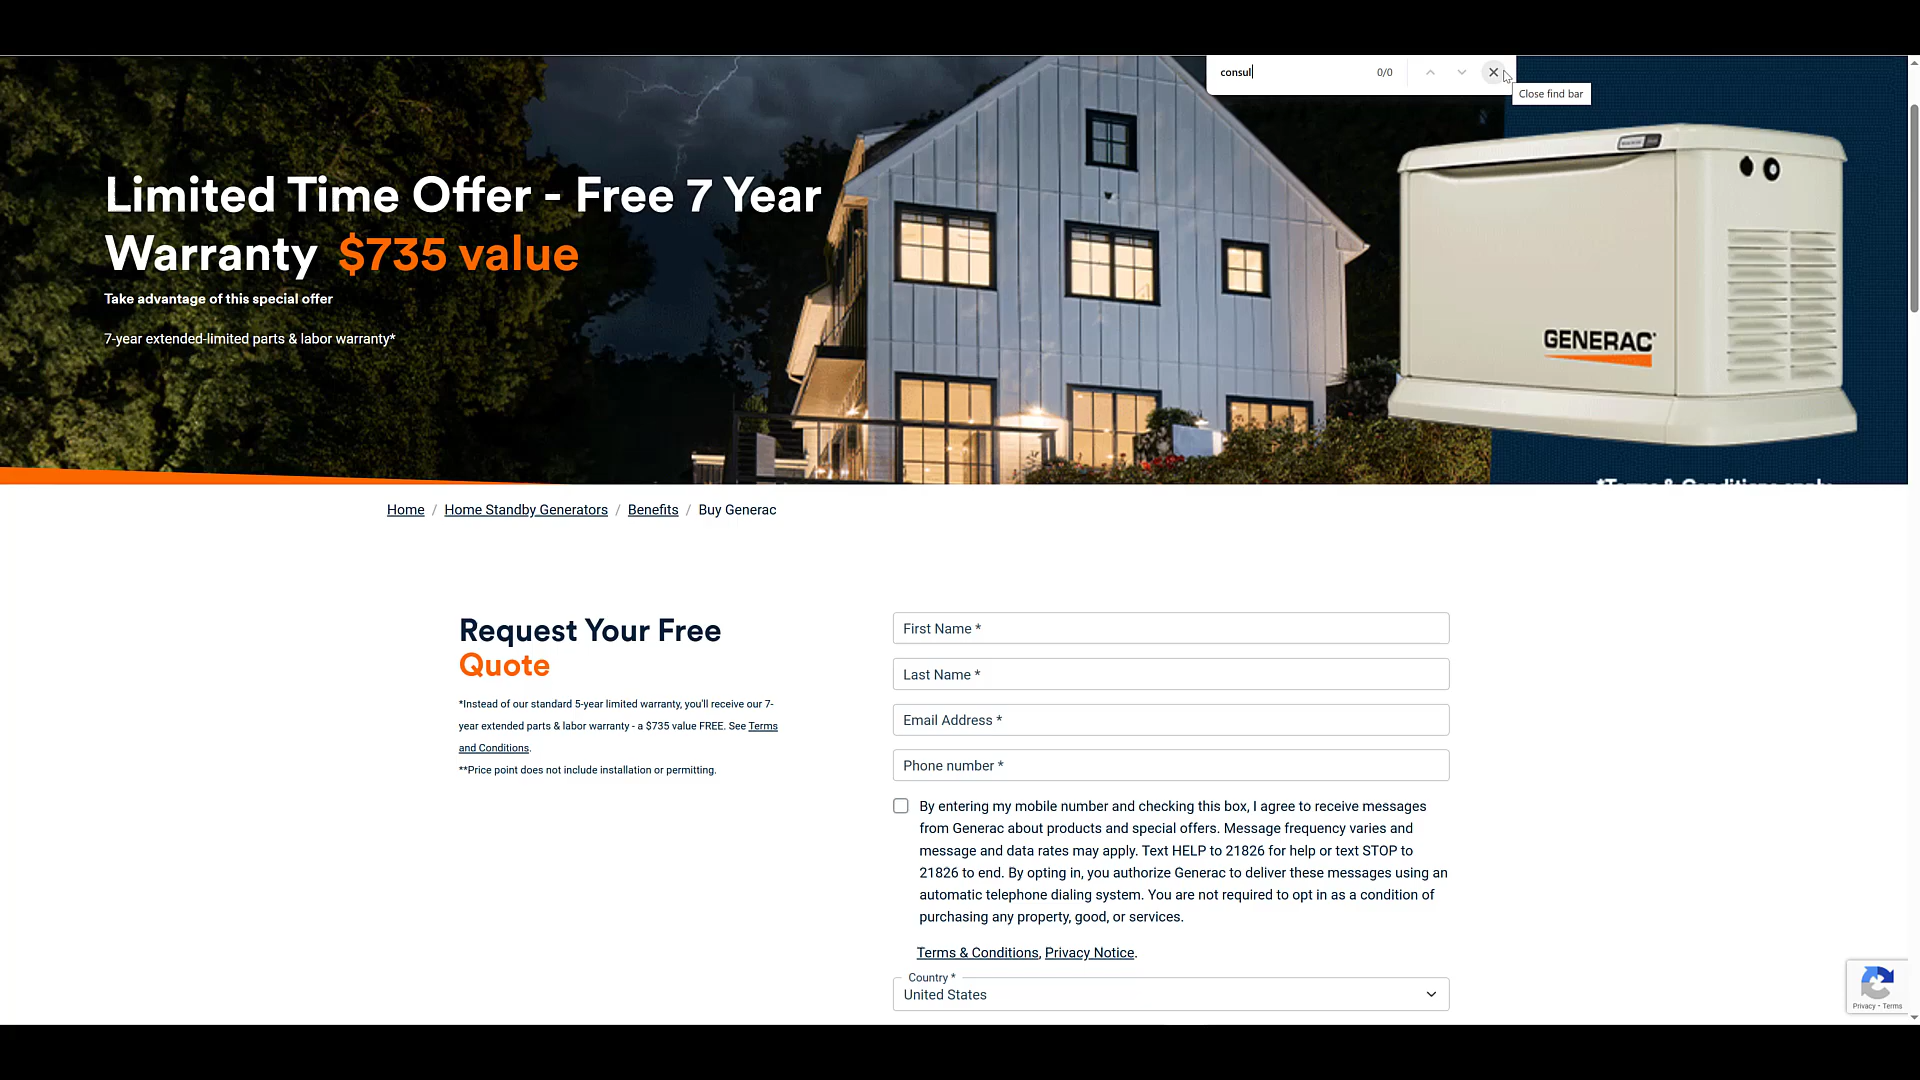 consul 0/0
Close find bar
Limited Time Offer - Free 7 Year
Warranty $735 value
Take advantage of this special offer
7-year extended-limited parts & labor warranty*
GENERAC
*Terms & Conditions apply
Home / Home Standby Generators / Benefits / Buy Generac
Request Your Free
Quote
*Instead of our standard 5-year limited warranty, you'll receive our 7-
year extended parts & labor warranty - a $735 value FREE. See Terms
and Conditions.
**Price point does not include installation or permitting.
First Name *
Last Name *
Email Address *
Phone number *
By entering my mobile number and checking this box, I agree to receive messages
from Generac about products and special offers. Message frequency varies and
message and data rates may apply. Text HELP to 21826 for help or text STOP to
21826 to end. By opting in, you authorize Generac to deliver these messages using an
automatic telephone dialing system. You are not required to opt in as a condition of
purchasing any property, good, or services.
Terms & Conditions, Privacy Notice.
Country *
United States
Privacy - Terms